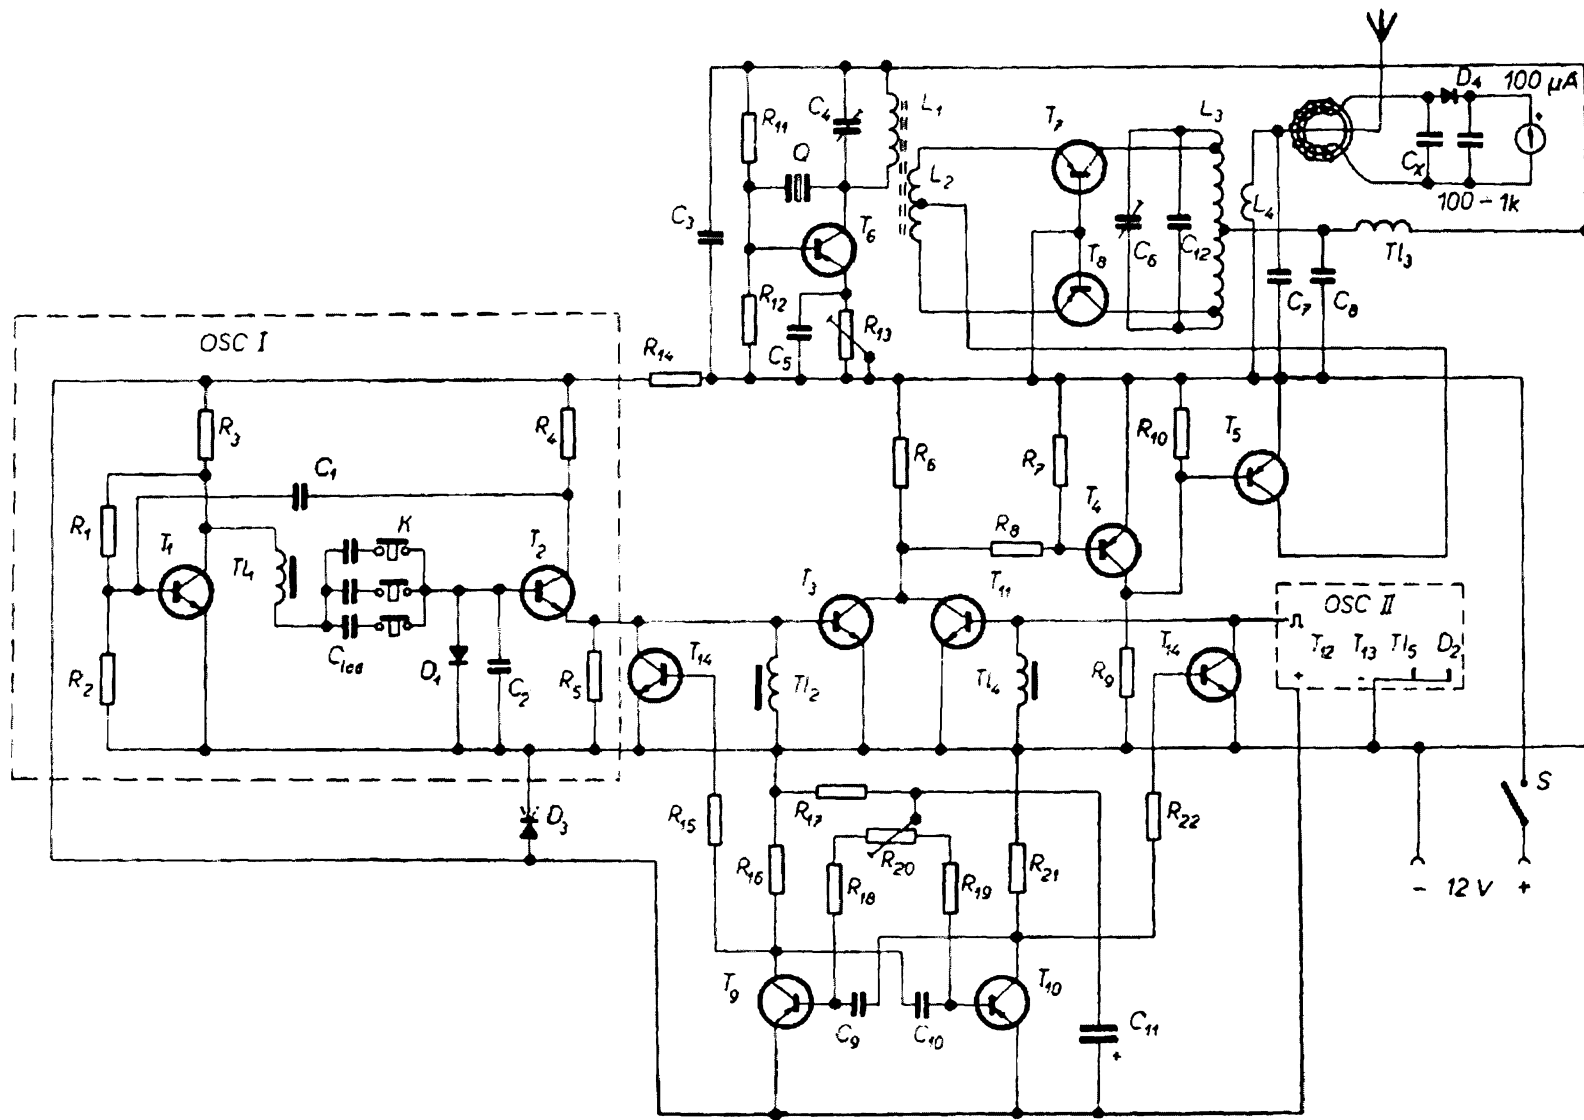 D₄ 100 µA
R₁₁ C₄ L₁ T₇ L₃
Q L₂ Cx
100 - 1k
C₃ T₆ C₆ C₁₂ L₄
T₈ Tl₃
R₁₂ C₅ R₁₃ C₇ C₈
OSC I
R₁₄
R₃ R₄ R₆ R₇ R₁₀ T₅
C₁
R₁ K T₄
T₁ TL₁ T₂ R₈
T₃ T₁₁ OSC II
T₁₂ T₁₃ Tl₅ D₂
+ -
R₂ D₁ C₂ R₅ T₁₄ Tl₂ Tl₄ R₉ T₁₄
D₃ R₁₅ R₁₇ R₂₂ S
R₁₆ R₁₈ R₂₀ R₁₉ R₂₁
- 12 V +
T₉ C₉ C₁₀ T₁₀ C₁₁
+